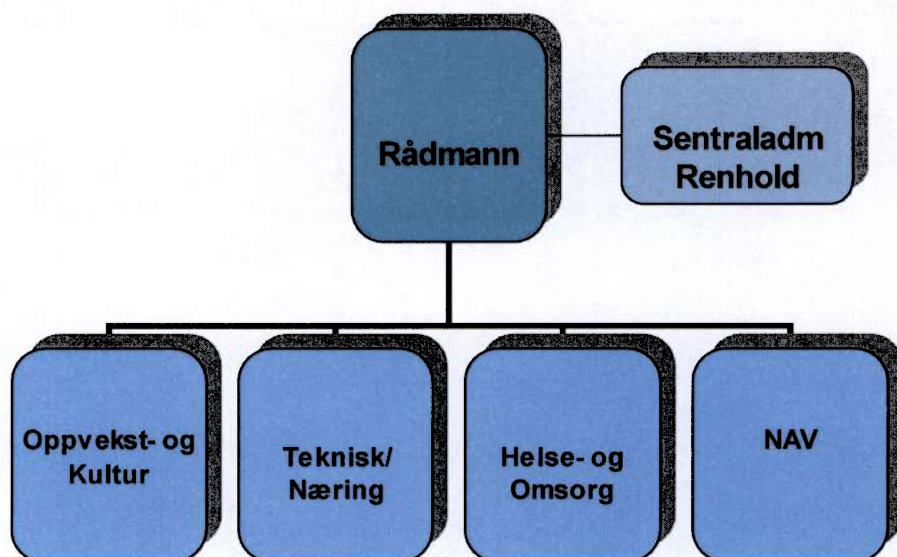 Rådmann
Sentraladm
Renhold
Oppvekst- og
Kultur
Teknisk/
Næring
Helse- og
Omsorg
NAV